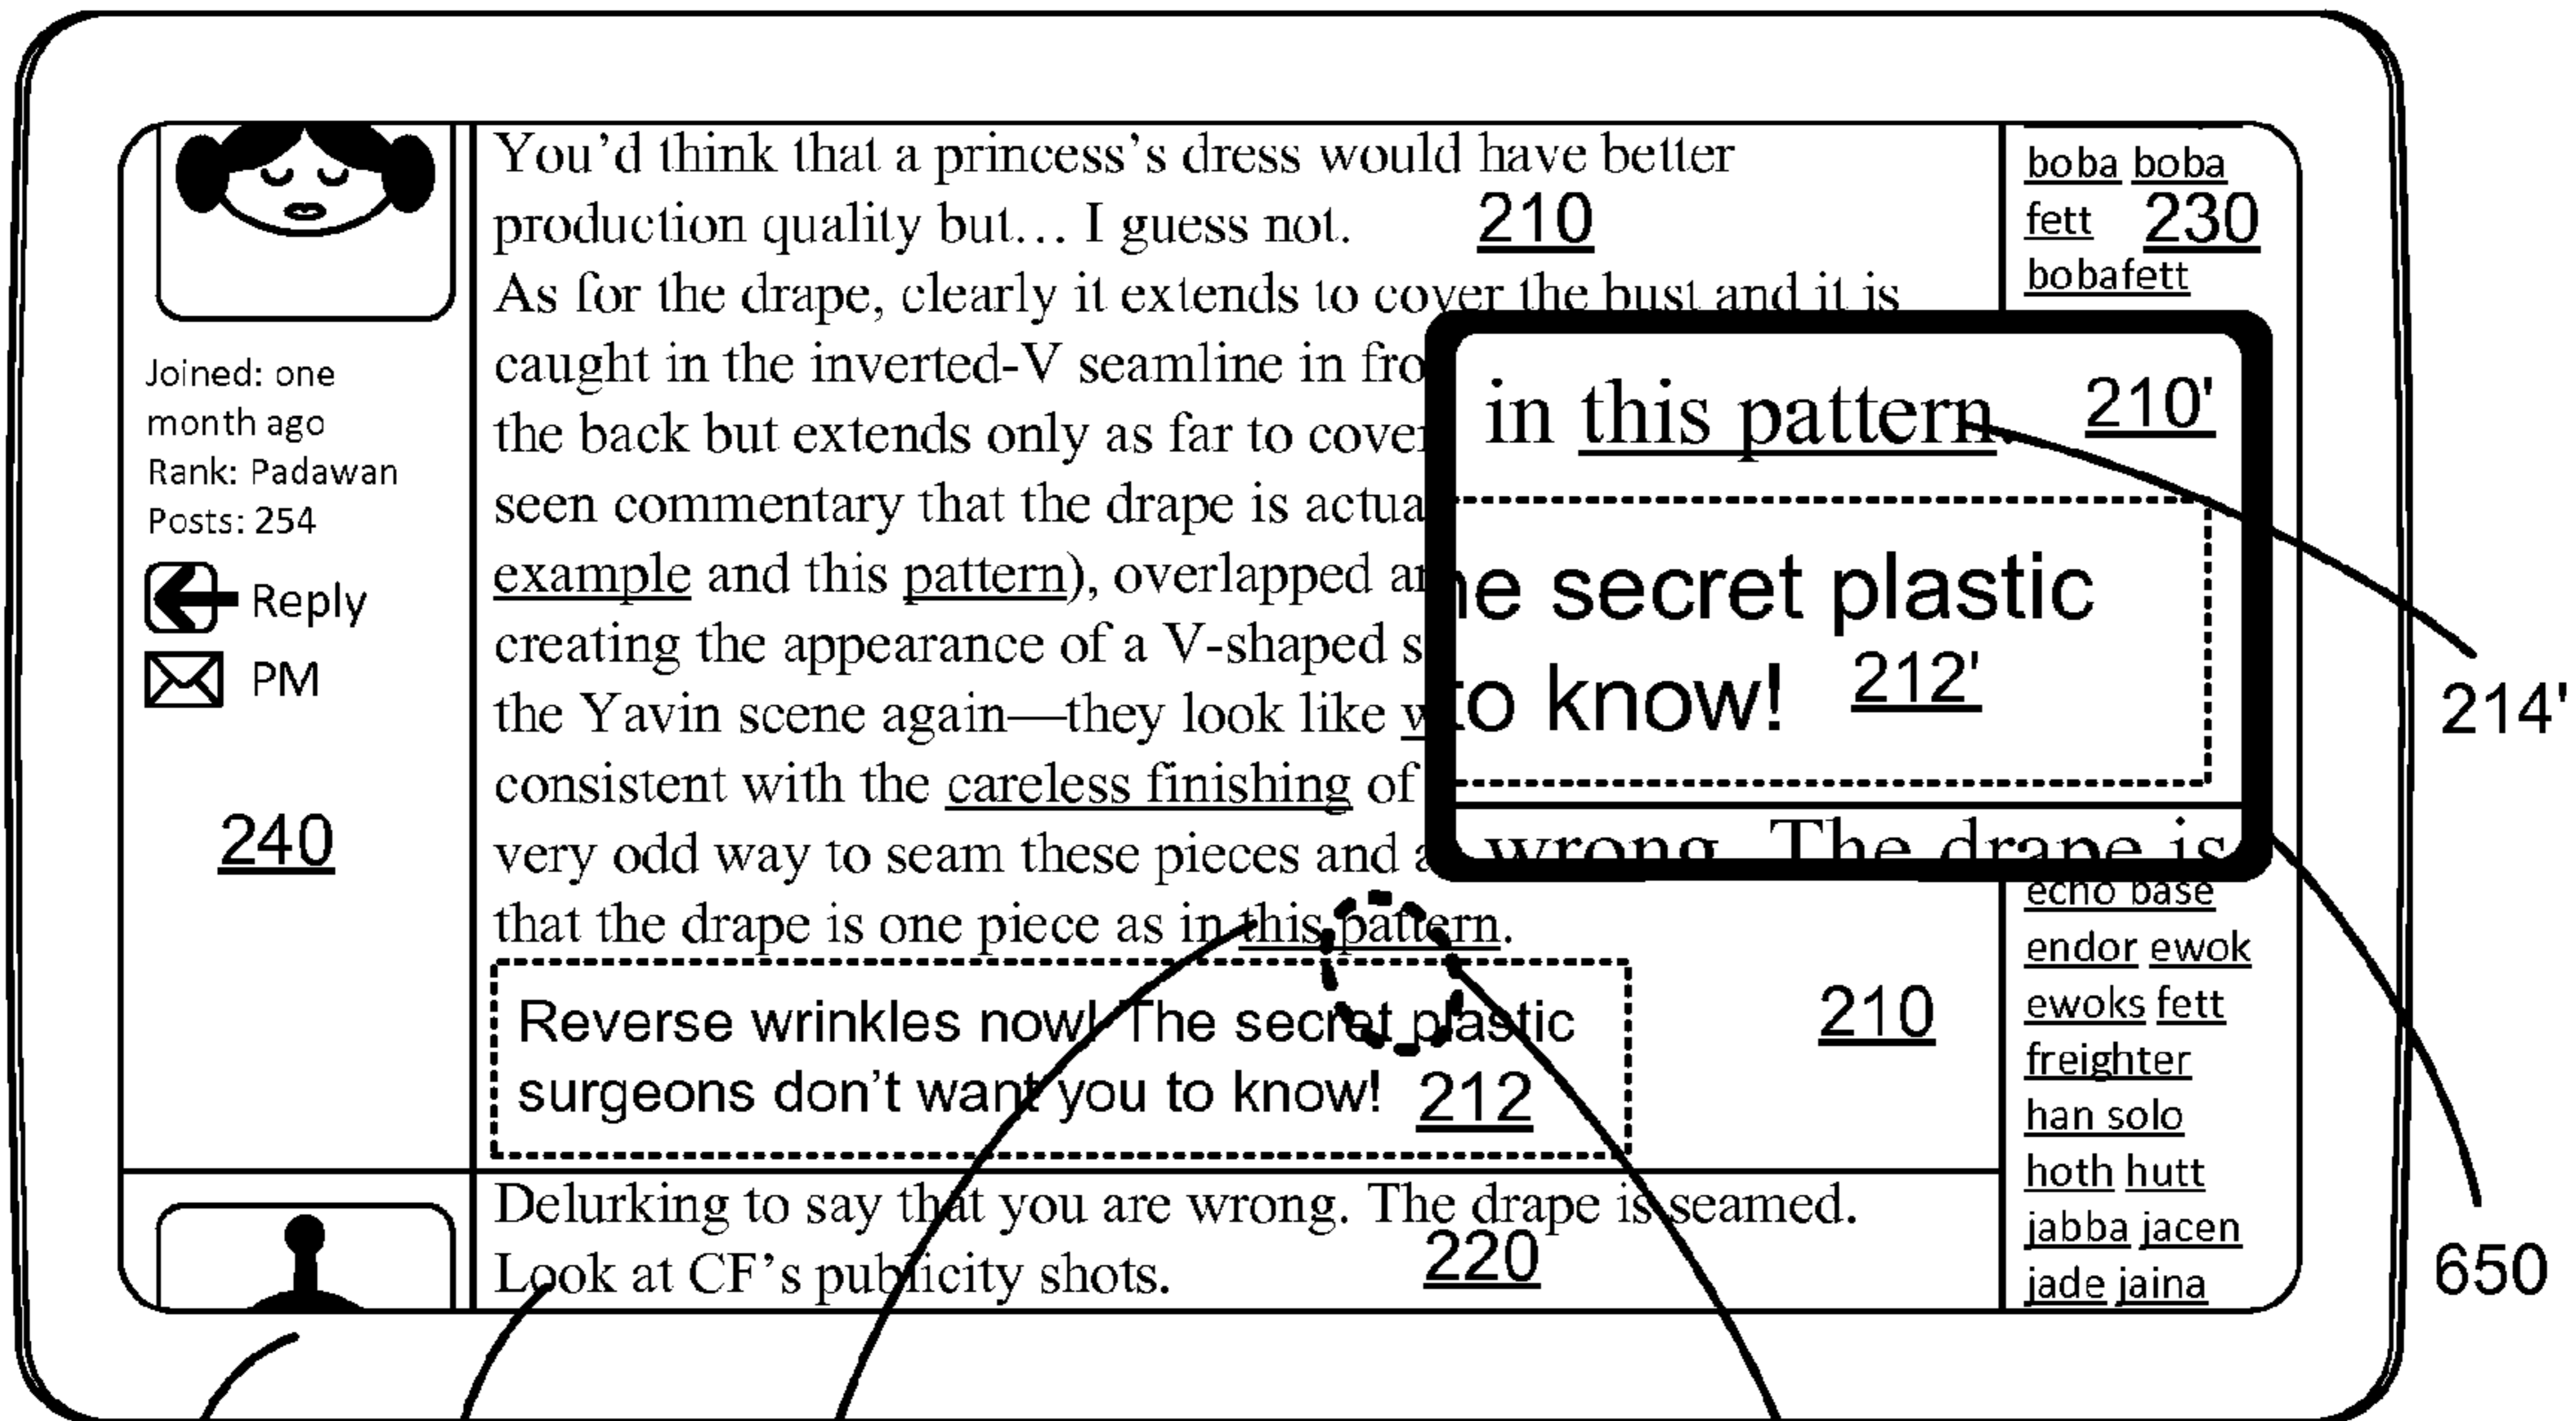 You’d think that a princess’s dress would have better
production quality but… I guess not.
210
As for the drape, clearly it extends to cover the bust and it is
caught in the inverted-V seamline in fro
the back but extends only as far to cover
seen commentary that the drape is actua
example and this pattern), overlapped ar
creating the appearance of a V-shaped s
the Yavin scene again—they look like w
consistent with the careless finishing of
very odd way to seam these pieces and a
that the drape is one piece as in this pattern.
Reverse wrinkles now! The secret plastic
surgeons don’t want you to know!
212
210
Delurking to say that you are wrong. The drape is seamed.
Look at CF’s publicity shots.
220
Joined: one
month ago
Rank: Padawan
Posts: 254
Reply
PM
240
in this pattern.
210'
he secret plastic
to know!
212'
wrong. The drape is
boba boba
fett
230
bobafett
echo base
endor ewok
ewoks fett
freighter
han solo
hoth hutt
jabba jacen
jade jaina
214'
650